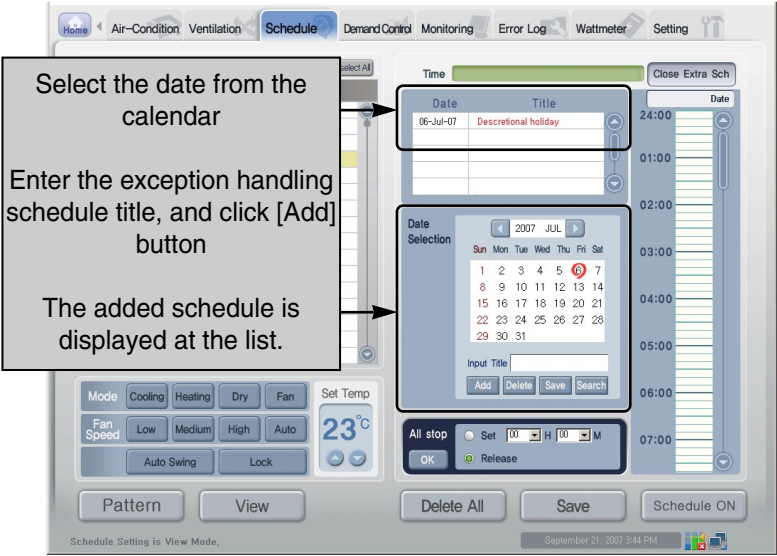 Home Air-Condition Ventilation Schedule Demand Control Monitoring Error Log Wattmeter Setting
Select All
Select the date from the
calendar
Enter the exception handling
schedule title, and click [Add]
button
The added schedule is
displayed at the list.
Time
Close Extra Sch
Date Title
06-Jul-07 Descretional holiday
Date
24:00
01:00
02:00
03:00
04:00
05:00
06:00
07:00
Date
Selection
2007 JUL
Sun Mon Tue Wed Thu Fri Sat
1 2 3 4 5 6 7
8 9 10 11 12 13 14
15 16 17 18 19 20 21
22 23 24 25 26 27 28
29 30 31
Input Title
Add Delete Save Search
Mode Cooling Heating Dry Fan
Fan
Speed Low Medium High Auto
Auto Swing Lock
Set Temp
23°C
All stop Set 00 H 00 M
OK Release
Pattern View Delete All Save Schedule ON
Schedule Setting is View Mode, September 21, 2007 3:44 PM